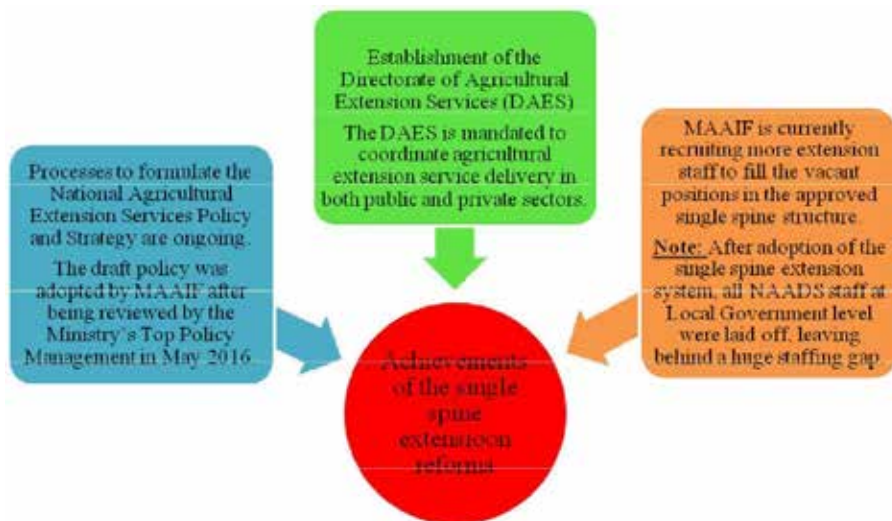 Processes to formulate the
National Agricultural
Extension Services Policy
and Strategy are ongoing.
The draft policy was
adopted by MAAIF after
being reviewed by the
Ministry's Top Policy
Management in May 2016
Establishment of the
Directorate of Agricultural
Extension Services (DAES)
The DAES is mandated to
coordinate agricultural
extension service delivery in
both public and private sectors.
MAAIF is currently
recruiting more extension
staff to fill the vacant
positions in the approved
single spine structure.
Note: After adoption of the
single spine extension
system, all NAADS staff at
Local Government level
were laid off, leaving
behind a huge staffing gap.
Achievements
of the single
spine
extensioon
reforms